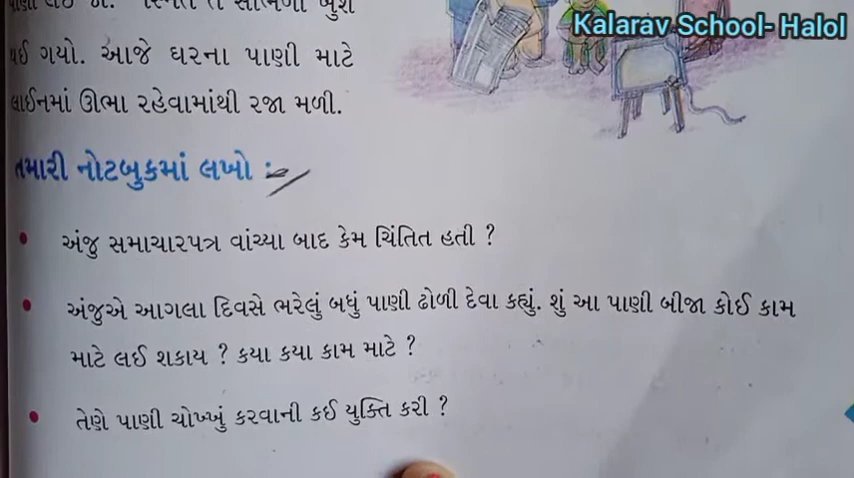 Kalarav School- Halol
ગયો. આજે ઘરના પાણી માટે
લાઈનમાં ઊભા રહેવામાંથી રજા મળી.
તમારી નોટબુકમાં લખો :
• અંજુ સમાચારપત્ર વાંચ્યા બાદ કેમ ચિંતિત હતી ?
• અંજુએ આગલા દિવસે ભરેલું બધું પાણી ઢોળી દેવા કહ્યું. શું આ પાણી બીજા કોઈ કામ
માટે લઈ શકાય ? કયા કયા કામ માટે ?
• તેણે પાણી ચોખ્ખું કરવાની કઈ યુક્તિ કરી ?